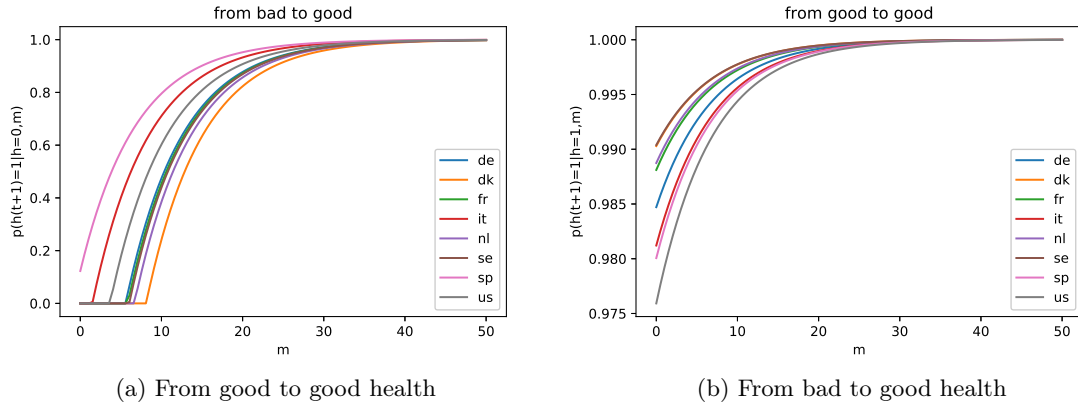 from bad to good
p(h(t+1)=1|h=0,m)
1.0
0.8
0.6
0.4
0.2
0.0
0
10
20
30
40
50
m
de
dk
fr
it
nl
se
sp
us
(a) From good to good health
from good to good
p(h(t+1)=1|h=1,m)
1.000
0.995
0.990
0.985
0.980
0.975
0
10
20
30
40
50
m
de
dk
fr
it
nl
se
sp
us
(b) From bad to good health